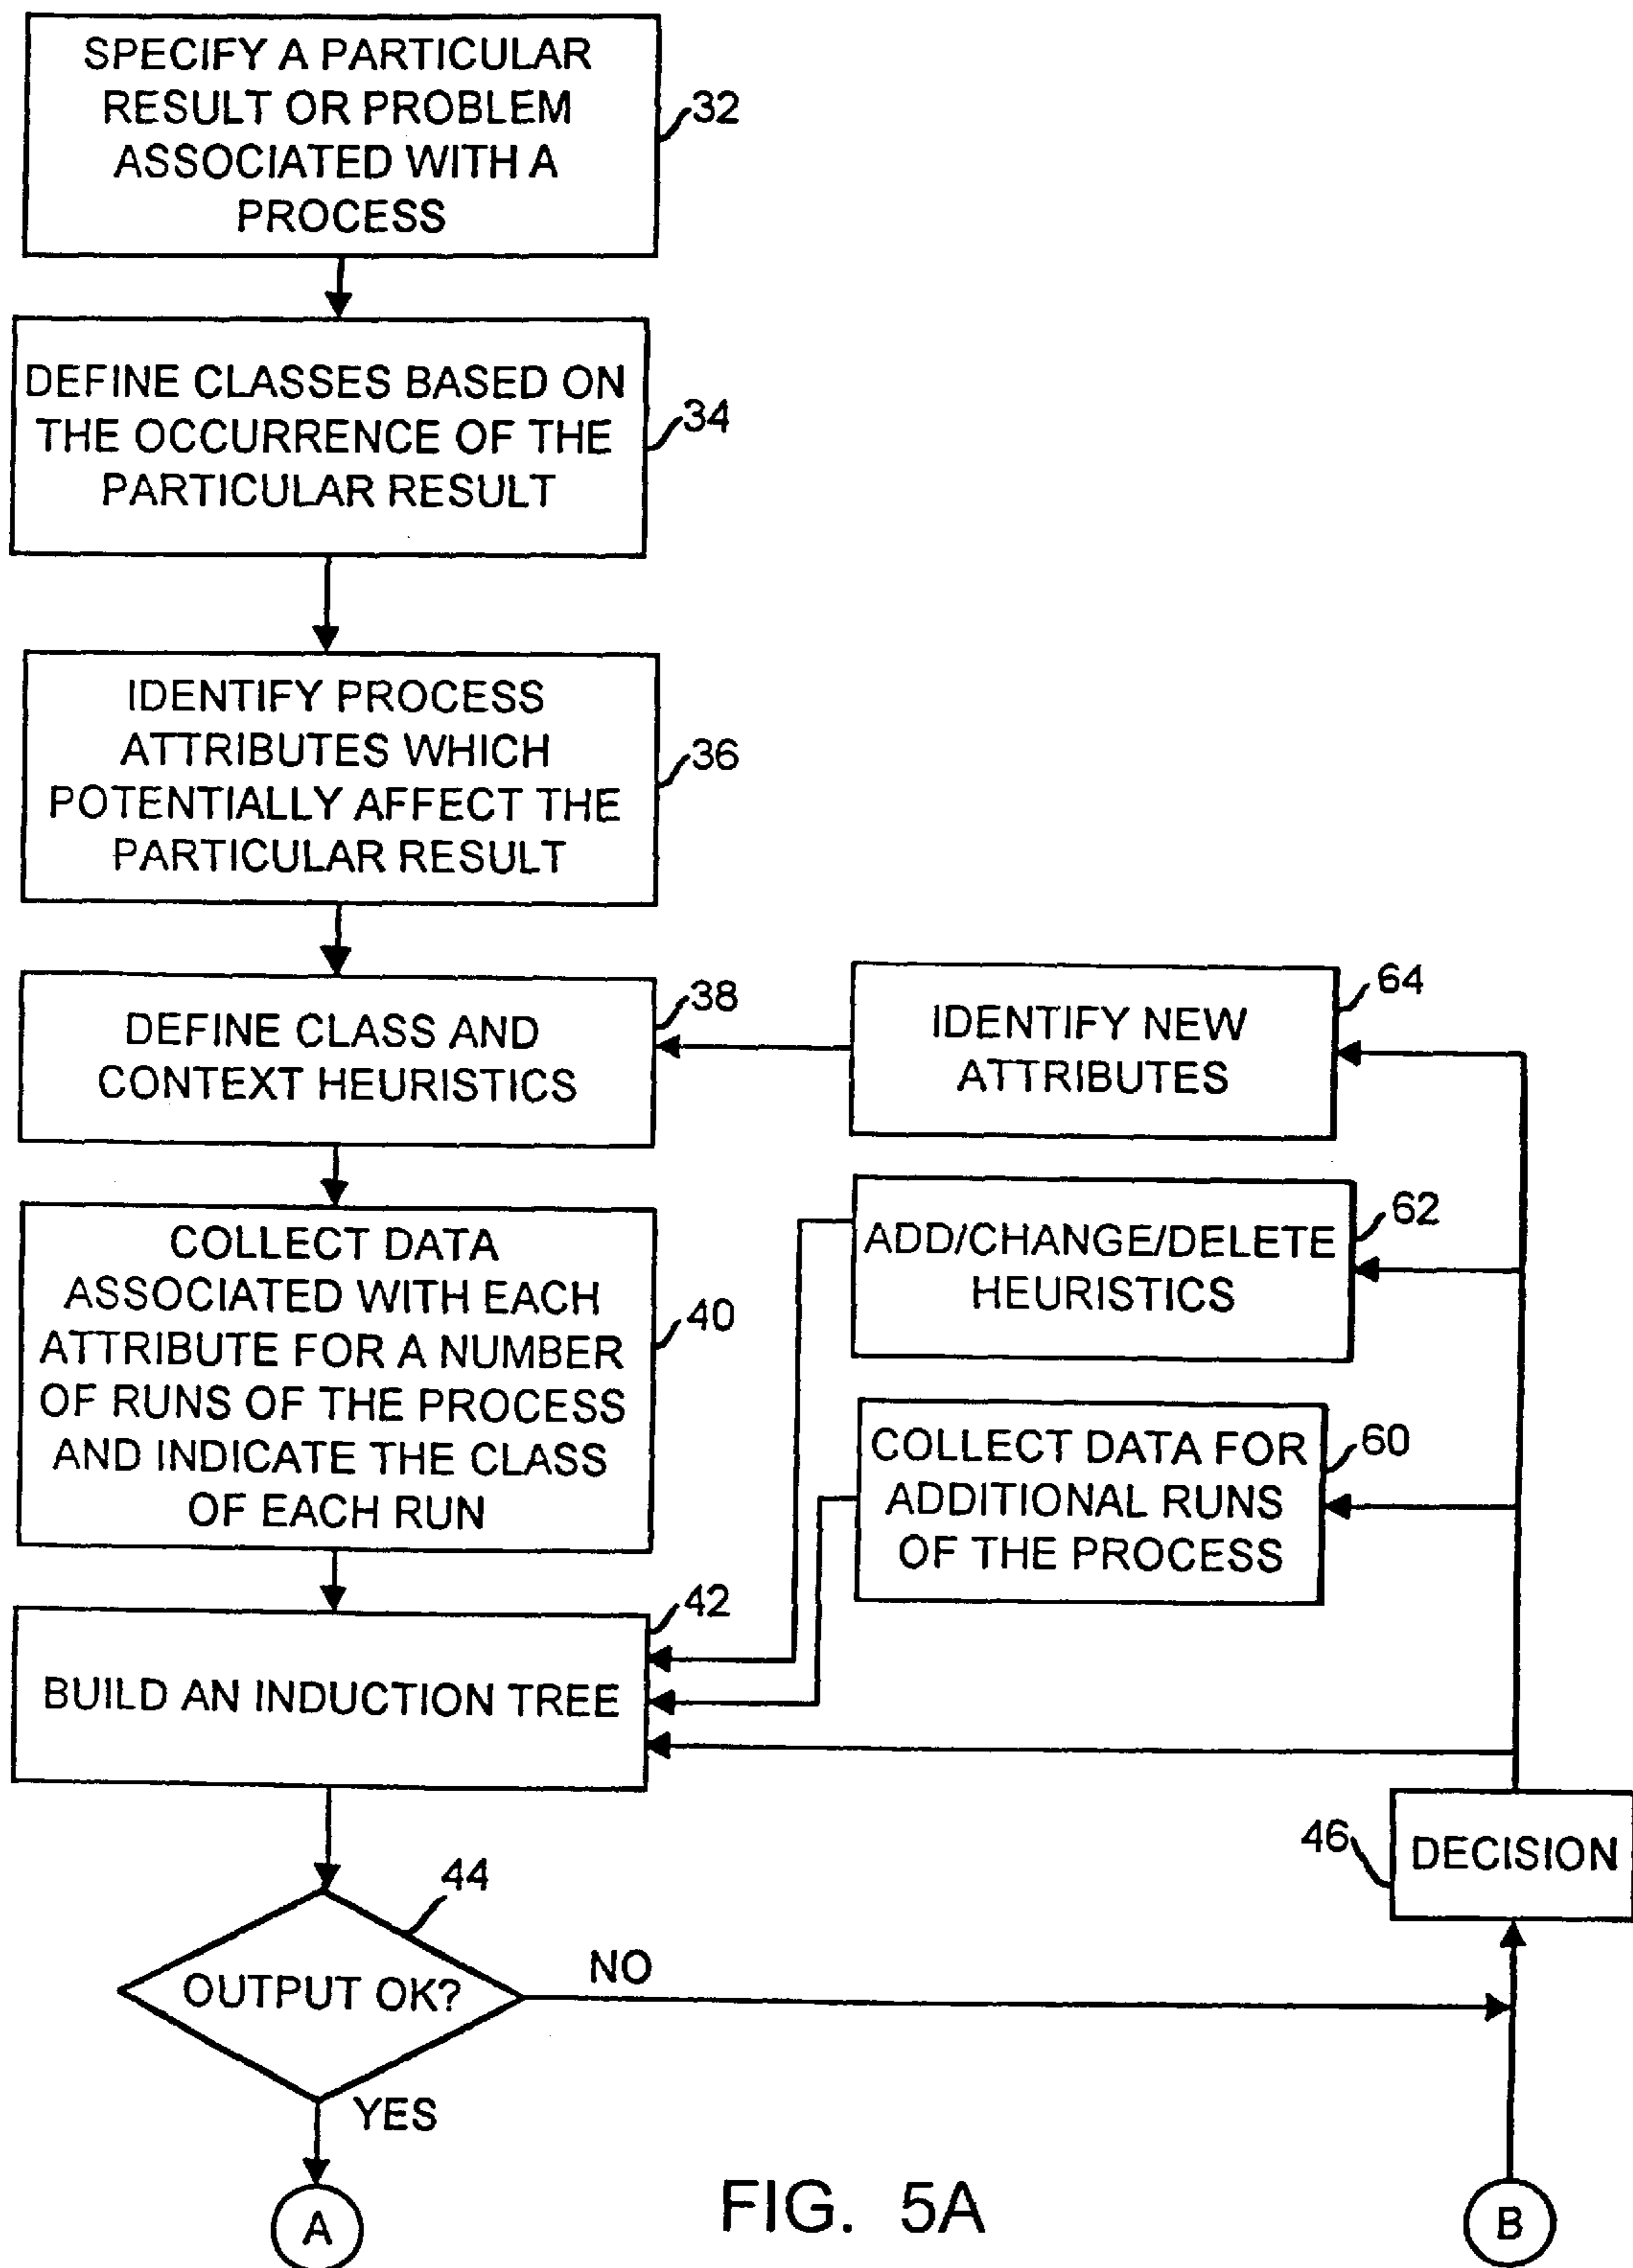 SPECIFY A PARTICULAR
RESULT OR PROBLEM
ASSOCIATED WITH A
PROCESS
32
DEFINE CLASSES BASED ON
THE OCCURRENCE OF THE
PARTICULAR RESULT
34
IDENTIFY PROCESS
ATTRIBUTES WHICH
POTENTIALLY AFFECT THE
PARTICULAR RESULT
36
DEFINE CLASS AND
CONTEXT HEURISTICS
38
IDENTIFY NEW
ATTRIBUTES
64
COLLECT DATA
ASSOCIATED WITH EACH
ATTRIBUTE FOR A NUMBER
OF RUNS OF THE PROCESS
AND INDICATE THE CLASS
OF EACH RUN
40
ADD/CHANGE/DELETE
HEURISTICS
62
COLLECT DATA FOR
ADDITIONAL RUNS
OF THE PROCESS
60
BUILD AN INDUCTION TREE
42
46
DECISION
44
OUTPUT OK?
NO
YES
A
FIG. 5A
B